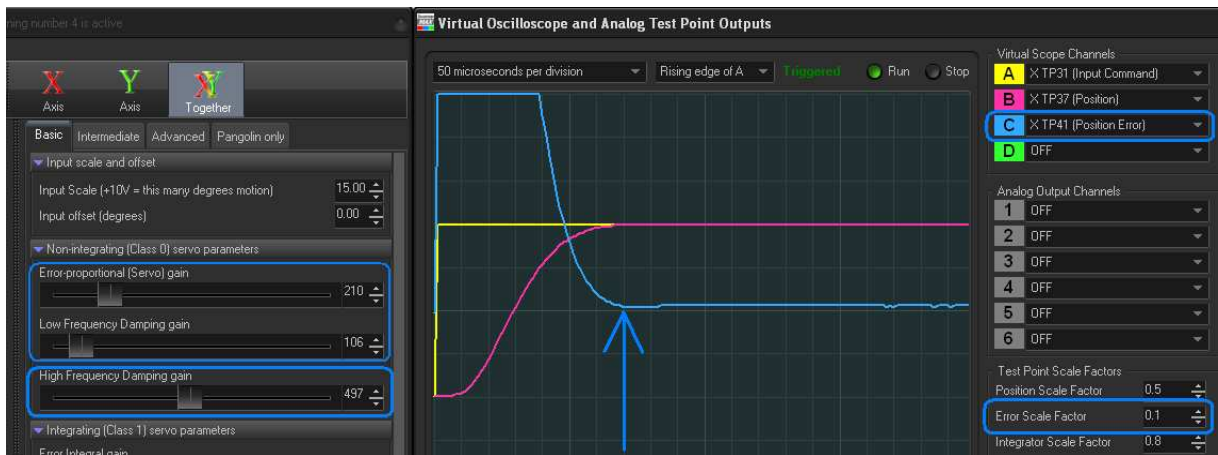 ning number 4 is active
Virtual Oscilloscope and Analog Test Point Outputs
X
Axis
Y
Axis
XY
Together
Basic
Intermediate
Advanced
Pangolin only
Input scale and offset
Input Scale (+10V = this many degrees motion)
15.00
Input offset (degrees)
0.00
Non-integrating (Class 0) servo parameters
Error-proportional (Servo) gain
210
Low Frequency Damping gain
106
High Frequency Damping gain
497
Integrating (Class 1) servo parameters
Error Integral gain
50 microseconds per division
Rising edge of A
Triggered
Run
Stop
Virtual Scope Channels
A X TP31 (Input Command)
B X TP37 (Position)
C X TP41 (Position Error)
D OFF
Analog Output Channels
1 OFF
2 OFF
3 OFF
4 OFF
5 OFF
6 OFF
Test Point Scale Factors
Position Scale Factor 0.5
Error Scale Factor 0.1
Integrator Scale Factor 0.8